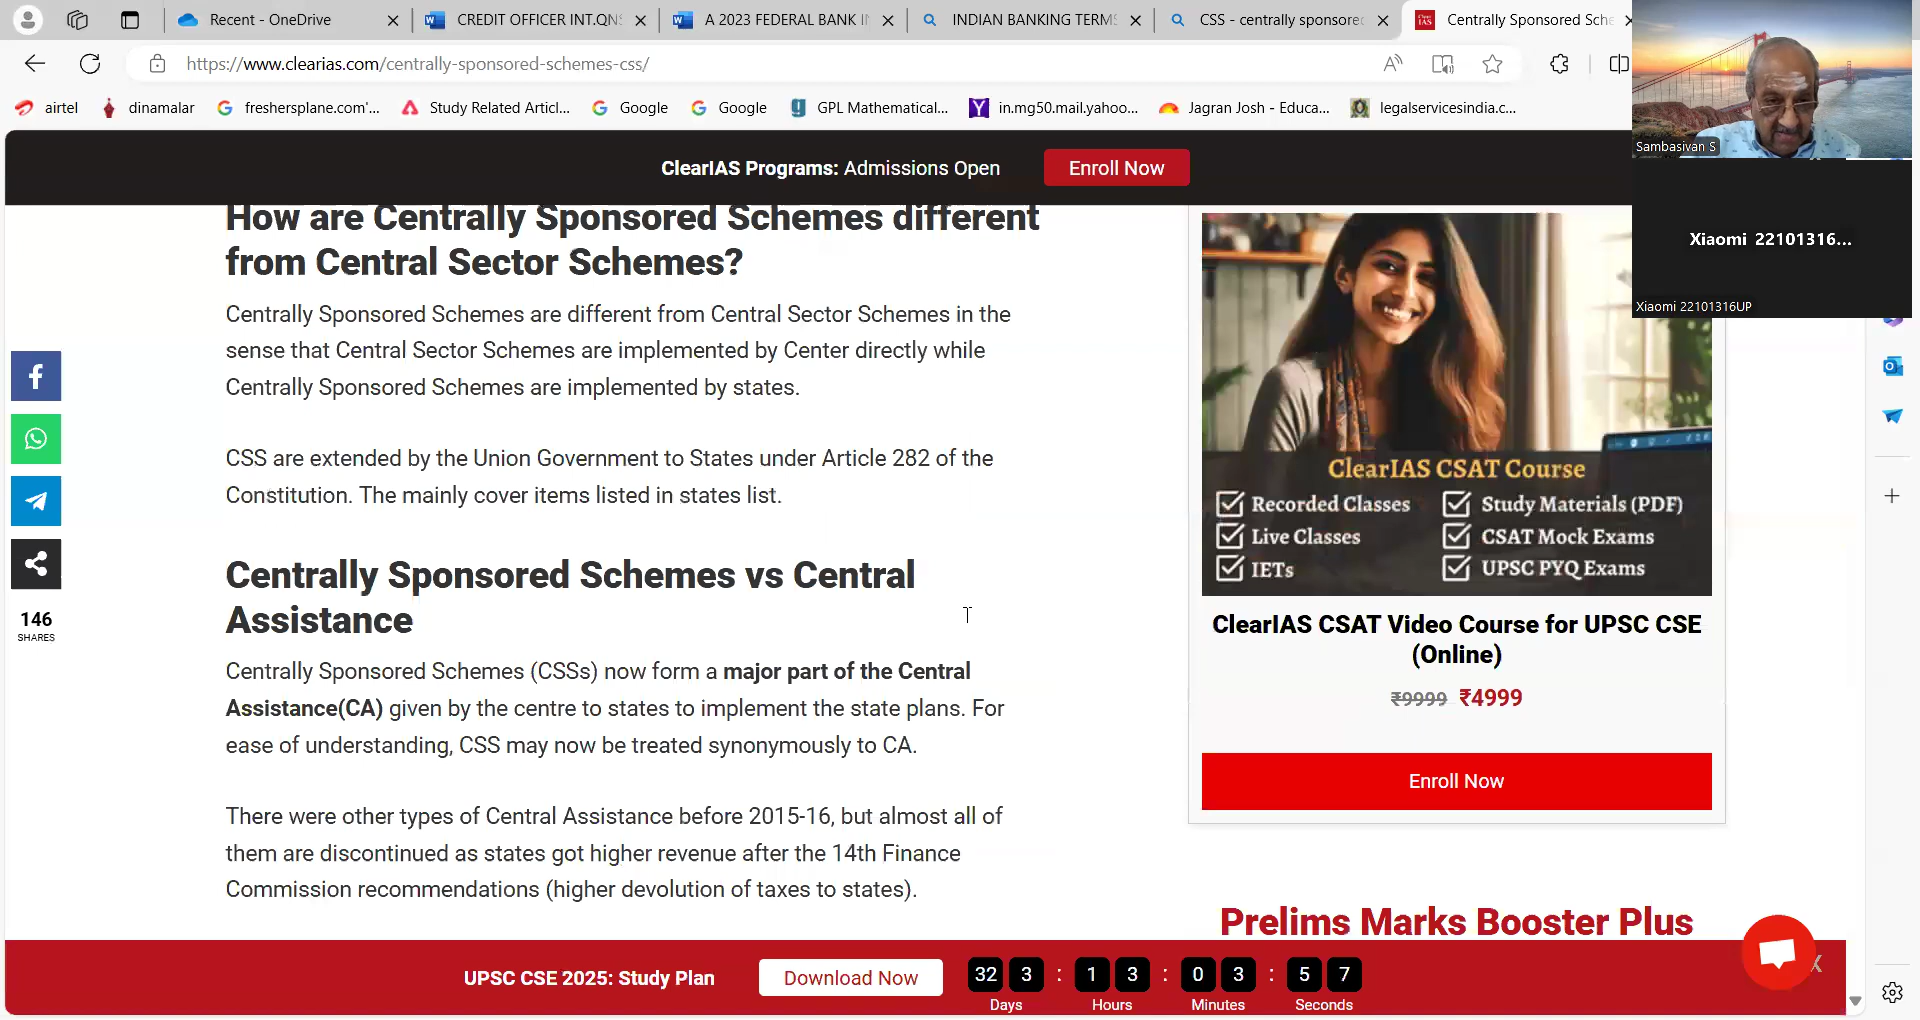 Recent - OneDrive
CREDIT OFFICER INT.QNS
A 2023 FEDERAL BANK IN
INDIAN BANKING TERMS
CSS - centrally sponsored
Centrally Sponsored Sche
https://www.clearias.com/centrally-sponsored-schemes-css/
airtel
dinamalar
freshersplane.com'...
Study Related Articl...
Google
Google
GPL Mathematical...
in.mg50.mail.yahoo...
Jagran Josh - Educa...
legalservicesindia.c...
Sambasivan S
Xiaomi 22101316...
Xiaomi 22101316UP
ClearIAS Programs: Admissions Open
Enroll Now
How are Centrally Sponsored Schemes different
from Central Sector Schemes?
Centrally Sponsored Schemes are different from Central Sector Schemes in the
sense that Central Sector Schemes are implemented by Center directly while
Centrally Sponsored Schemes are implemented by states.
CSS are extended by the Union Government to States under Article 282 of the
Constitution. The mainly cover items listed in states list.
146
SHARES
Centrally Sponsored Schemes vs Central
Assistance
Centrally Sponsored Schemes (CSSs) now form a major part of the Central
Assistance(CA) given by the centre to states to implement the state plans. For
ease of understanding, CSS may now be treated synonymously to CA.
There were other types of Central Assistance before 2015-16, but almost all of
them are discontinued as states got higher revenue after the 14th Finance
Commission recommendations (higher devolution of taxes to states).
ClearIAS CSAT Course
Recorded Classes
Study Materials (PDF)
Live Classes
CSAT Mock Exams
IETs
UPSC PYQ Exams
ClearIAS CSAT Video Course for UPSC CSE
(Online)
₹9999 ₹4999
Enroll Now
Prelims Marks Booster Plus
UPSC CSE 2025: Study Plan
Download Now
32 3 : 1 3 : 0 3 : 5 7
Days Hours Minutes Seconds
X